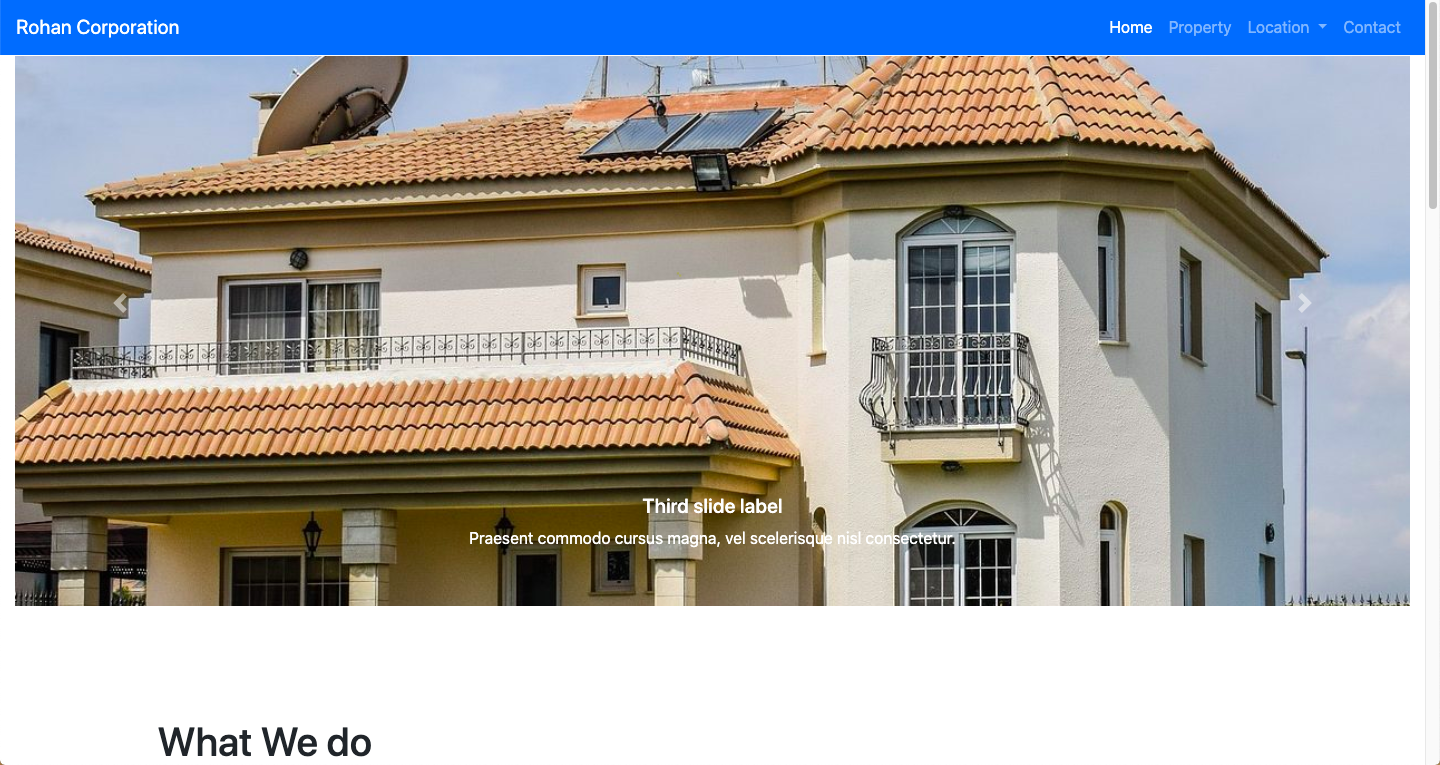 Rohan Corporation
Home Property Location Contact
Third slide label
Praesent commodo cursus magna, vel scelerisque nisl consectetur.
What We do